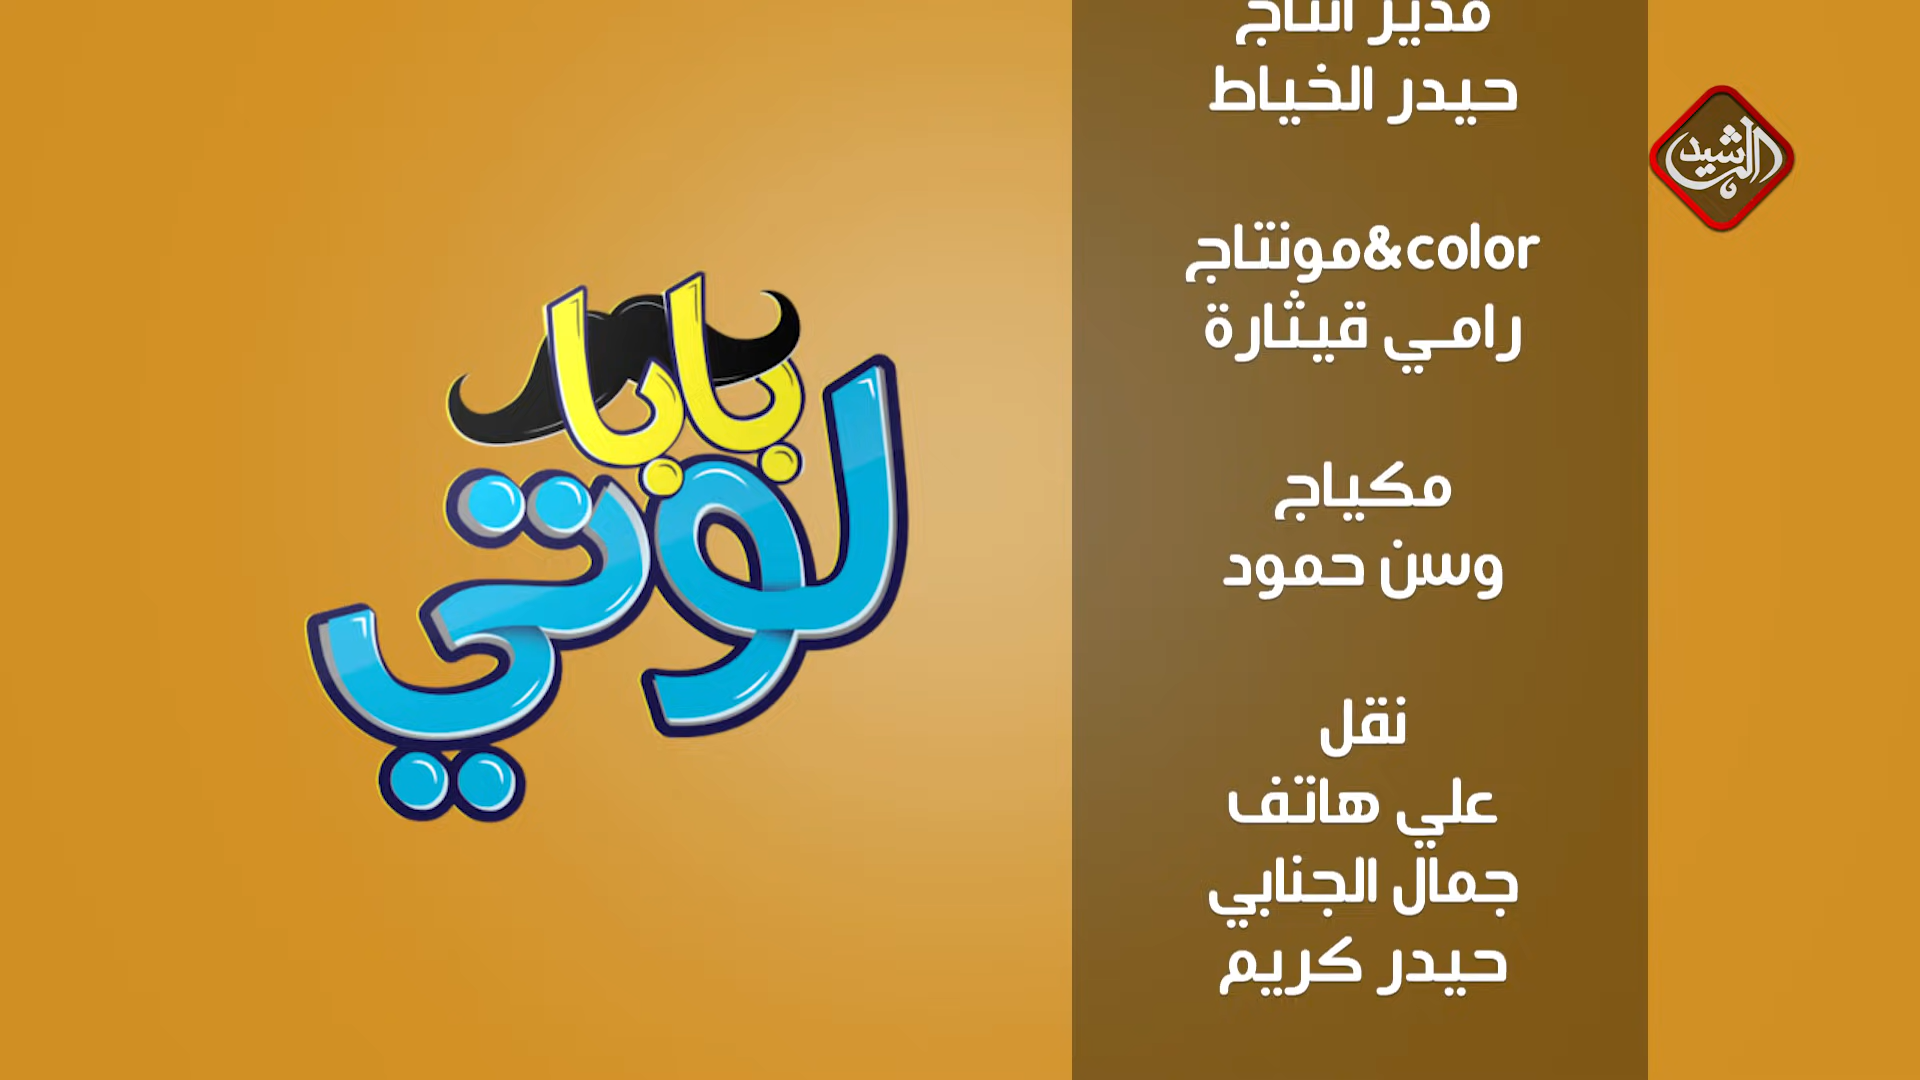 بابا
لوتي
مدير انتاج
حيدر الخياط
color&مونتاج
رامي قيثارة
مكياج
وسن حمود
نقل
علي هاتف
جمال الجنابي
حيدر كريم
الرشيد